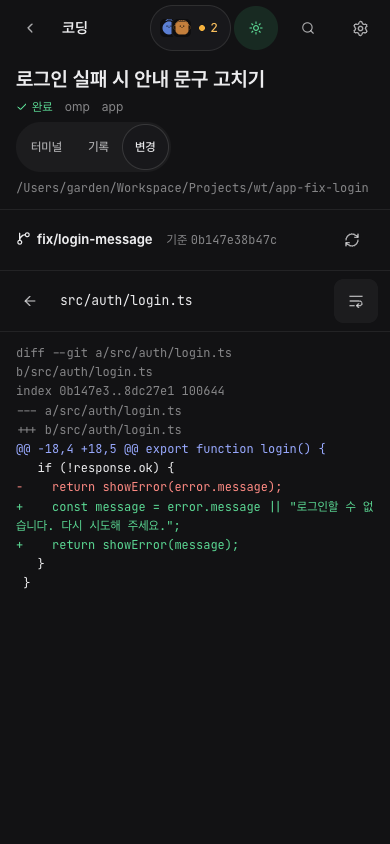 코딩
2
로그인 실패 시 안내 문구 고치기
완료 omp app
터미널 기록 변경
/Users/garden/Workspace/Projects/wt/app-fix-login
fix/login-message 기준 0b147e38b47c
src/auth/login.ts
diff --git a/src/auth/login.ts
b/src/auth/login.ts
index 0b147e3..8dc27e1 100644
--- a/src/auth/login.ts
+++ b/src/auth/login.ts
@@ -18,4 +18,5 @@ export function login() {
   if (!response.ok) {
-    return showError(error.message);
+    const message = error.message || "로그인할 수 없
습니다. 다시 시도해 주세요.";
+    return showError(message);
   }
 }